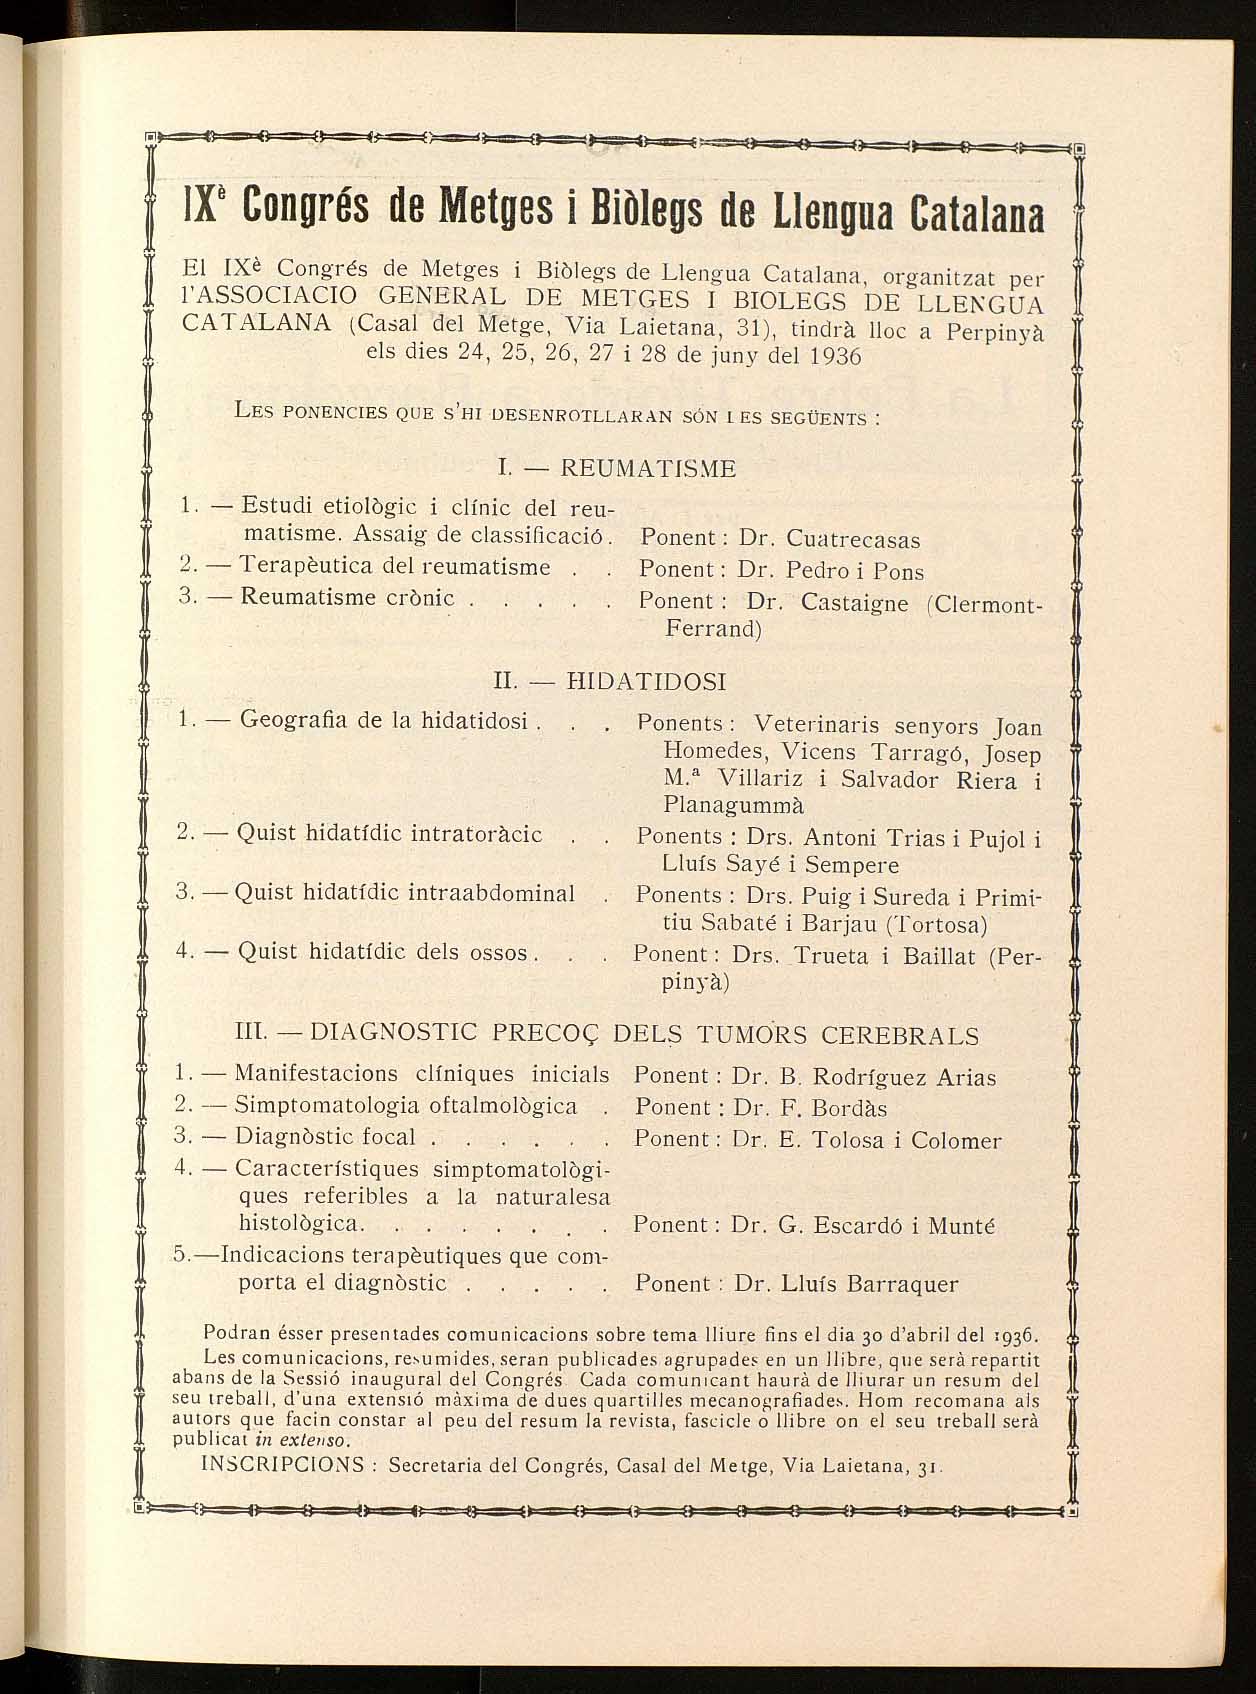 IXè Congrés de Metges i Biòlegs de Llengua Catalana
El IXè Congrés de Metges i Biòlegs de Llengua Catalana, organitzat per
l'ASSOCIACIO GENERAL DE METGES I BIOLEGS DE LLENGUA
CATALANA (Casal del Metge, Via Laietana, 31), tindrà lloc a Perpinyà
els dies 24, 25, 26, 27 i 28 de juny del 1936
LES PONENCIES QUE S'HI DESENROTLLARAN SÓN LES SEGÜENTS :
I. — REUMATISME
1. — Estudi etiològic i clínic del reu-
matisme. Assaig de classificació. Ponent : Dr. Cuatrecasas
2. — Terapèutica del reumatisme . . Ponent : Dr. Pedro i Pons
3. — Reumatisme crònic . . . . . Ponent : Dr. Castaigne (Clermont-
Ferrand)
II. — HIDATIDOSI
1. — Geografia de la hidatidosi . . . Ponents : Veterinaris senyors Joan
Homedes, Vicens Tarragó, Josep
M.ª Villariz i Salvador Riera i
Planagummà
2. — Quist hidatídic intratoràcic . . Ponents : Drs. Antoni Trias i Pujol i
Lluís Sayé i Sempere
3. — Quist hidatídic intraabdominal . Ponents : Drs. Puig i Sureda i Primi-
tiu Sabaté i Barjau (Tortosa)
4. — Quist hidatídic dels ossos . . . Ponent : Drs. Trueta i Baillat (Per-
pinyà)
III. — DIAGNOSTIC PRECOÇ DELS TUMORS CEREBRALS
1. — Manifestacions clíniques inicials Ponent : Dr. B. Rodríguez Arias
2. — Simptomatologia oftalmològica . Ponent : Dr. F. Bordàs
3. — Diagnòstic focal . . . . . . Ponent : Dr. E. Tolosa i Colomer
4. — Característiques simptomatològi-
ques referibles a la naturalesa
histològica. . . . . . . . Ponent : Dr. G. Escardó i Munté
5.—Indicacions terapèutiques que com-
porta el diagnòstic . . . . . Ponent : Dr. Lluís Barraquer
Podran ésser presentades comunicacions sobre tema lliure fins el dia 30 d'abril del 1936.
Les comunicacions, resumides, seran publicades agrupades en un llibre, que serà repartit
abans de la Sessió inaugural del Congrés Cada comunicant haurà de lliurar un resum del
seu treball, d'una extensió màxima de dues quartilles mecanografiades. Hom recomana als
autors que facin constar al peu del resum la revista, fascicle o llibre on el seu treball serà
publicat in extenso.
INSCRIPCIONS : Secretaria del Congrés, Casal del Metge, Via Laietana, 31.